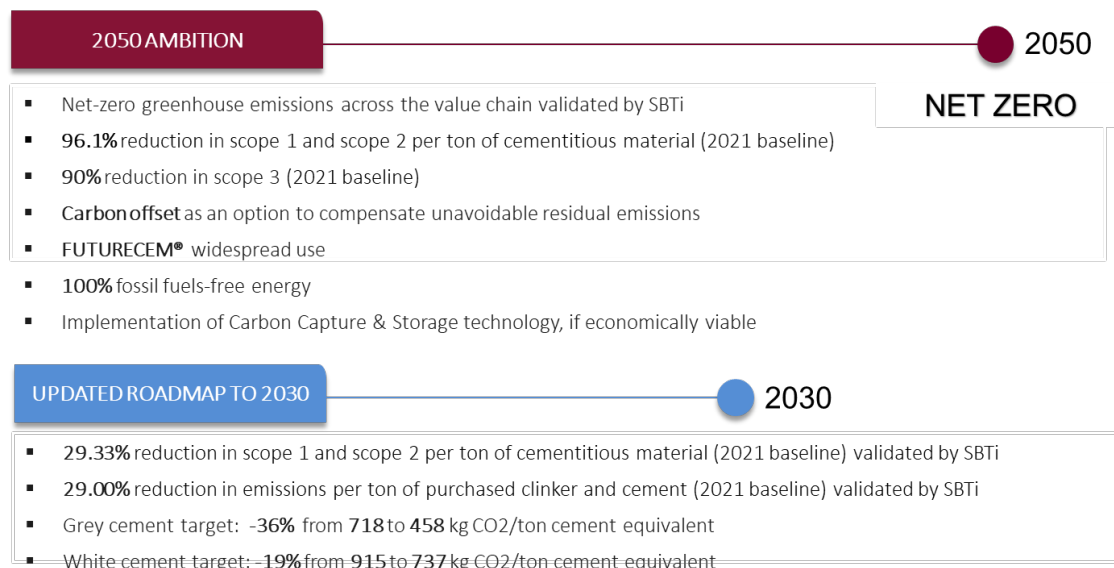 2050 AMBITION
2050
NET ZERO
▪ Net-zero greenhouse emissions across the value chain validated by SBTi
▪ 96.1% reduction in scope 1 and scope 2 per ton of cementitious material (2021 baseline)
▪ 90% reduction in scope 3 (2021 baseline)
▪ Carbon offset as an option to compensate unavoidable residual emissions
▪ FUTURECEM® widespread use
▪ 100% fossil fuels-free energy
▪ Implementation of Carbon Capture & Storage technology, if economically viable
UPDATED ROADMAP TO 2030
2030
▪ 29.33% reduction in scope 1 and scope 2 per ton of cementitious material (2021 baseline) validated by SBTi
▪ 29.00% reduction in emissions per ton of purchased clinker and cement (2021 baseline) validated by SBTi
▪ Grey cement target: -36% from 718 to 458 kg CO2/ton cement equivalent
▪ White cement target: -19% from 915 to 737 kg CO2/ton cement equivalent